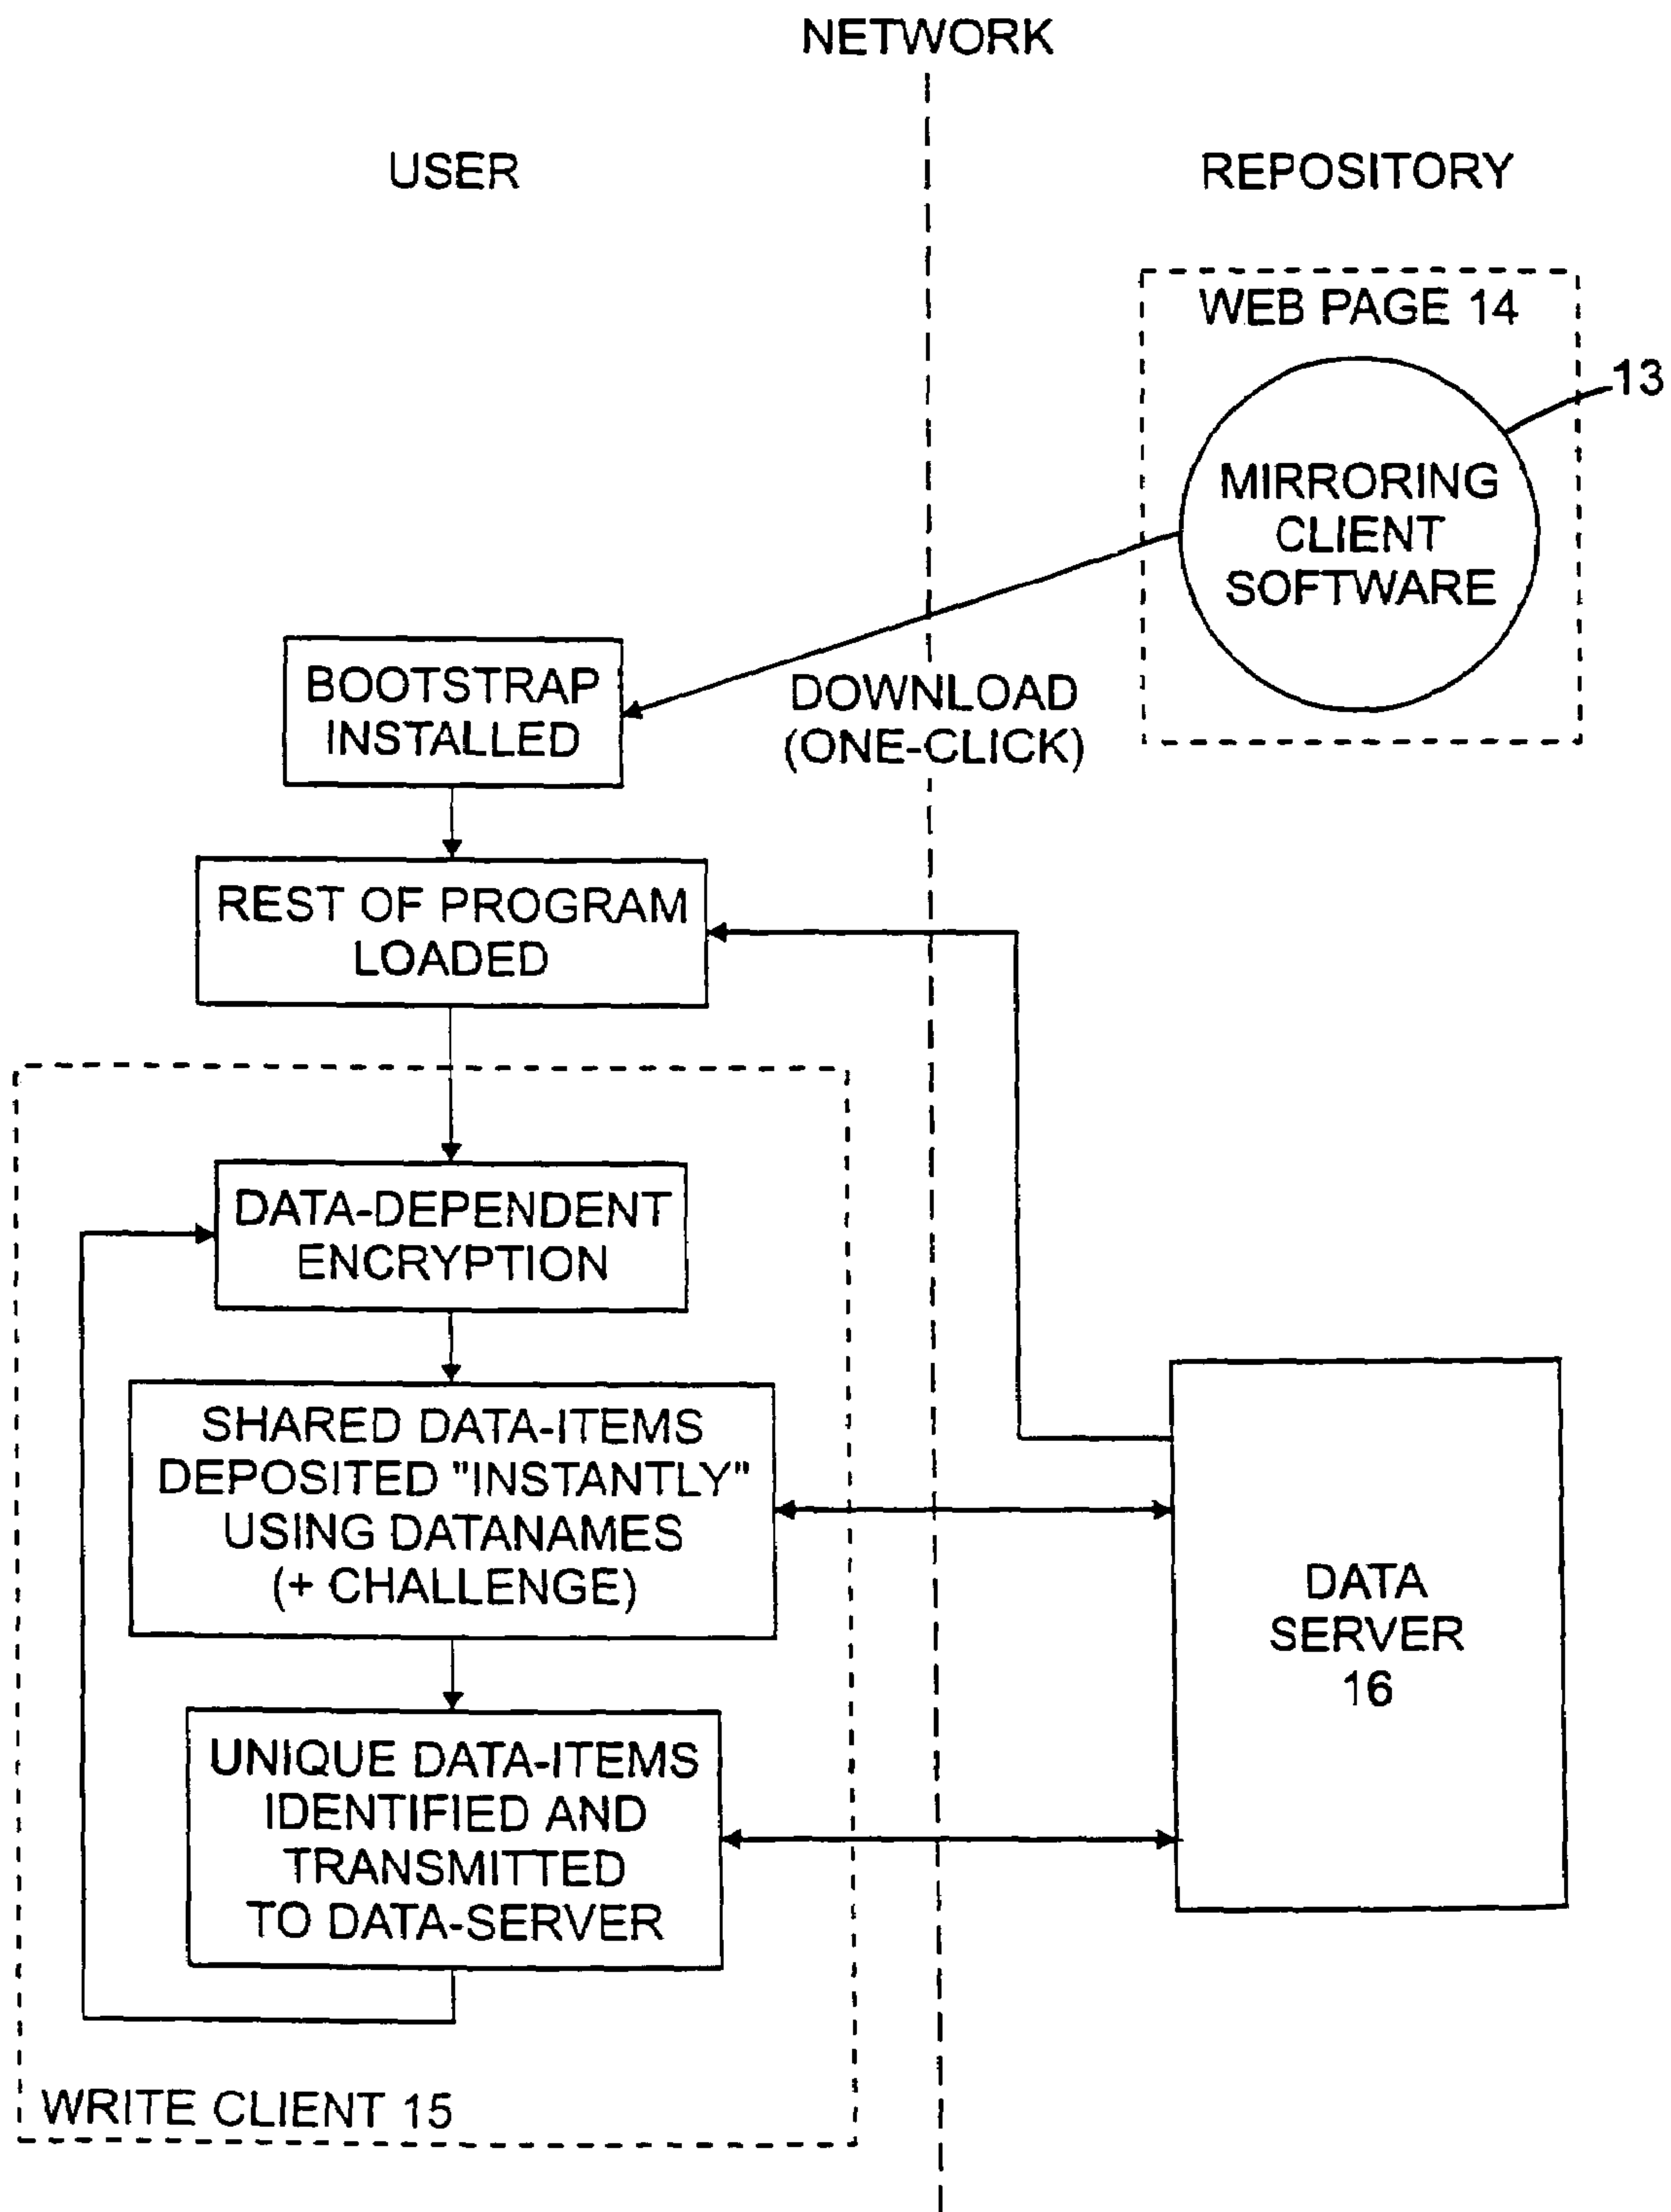 NETWORK
USER
REPOSITORY
WEB PAGE 14
13
MIRRORING
CLIENT
SOFTWARE
BOOTSTRAP
INSTALLED
DOWNLOAD
(ONE-CLICK)
REST OF PROGRAM
LOADED
DATA-DEPENDENT
ENCRYPTION
SHARED DATA-ITEMS
DEPOSITED "INSTANTLY"
USING DATANAMES
(+ CHALLENGE)
DATA
SERVER
16
UNIQUE DATA-ITEMS
IDENTIFIED AND
TRANSMITTED
TO DATA-SERVER
WRITE CLIENT 15